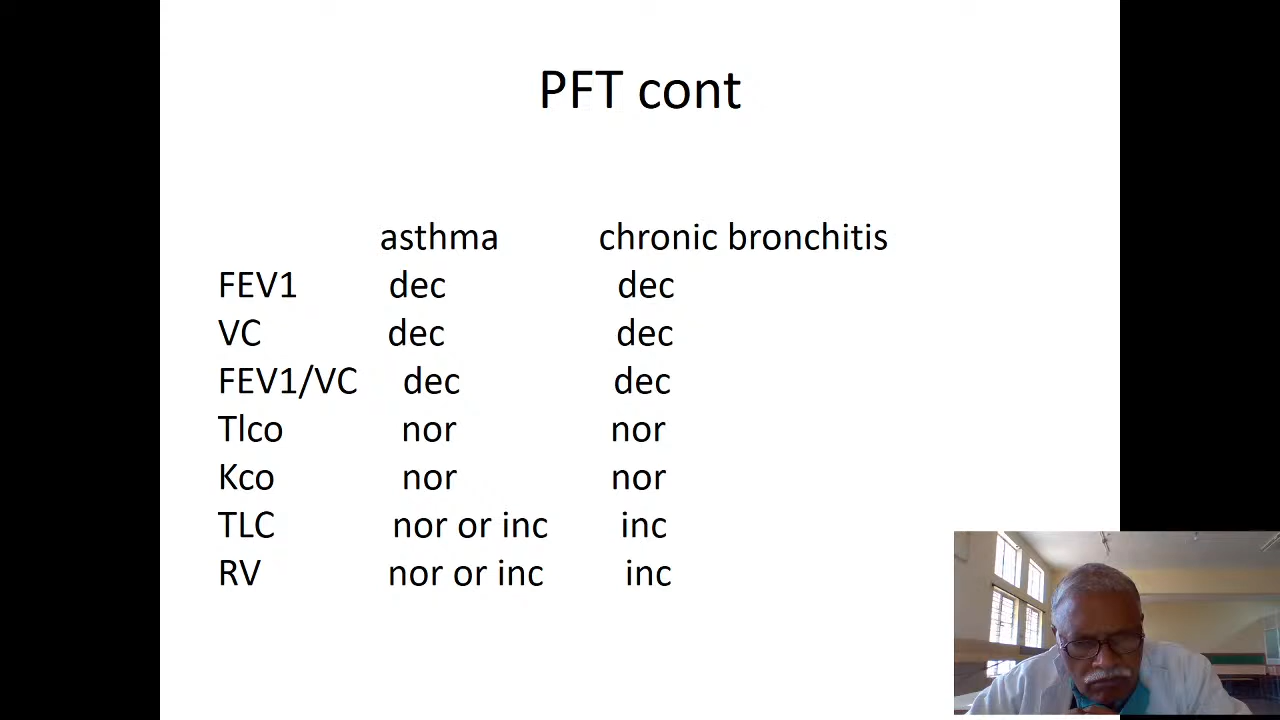 PFT cont
asthma chronic bronchitis
FEV1 dec dec
VC dec dec
FEV1/VC dec dec
Tlco nor nor
Kco nor nor
TLC nor or inc inc
RV nor or inc inc